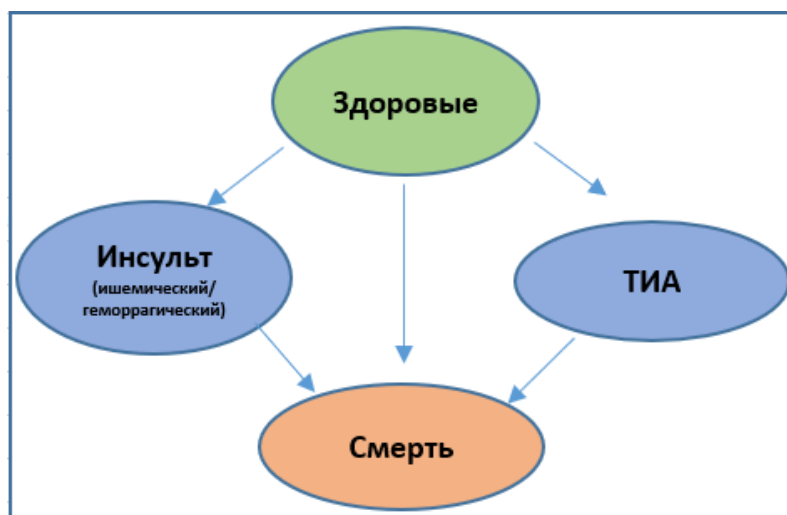 Здоровые
Инсульт
(ишемический/
геморрагический)
ТИА
Смерть